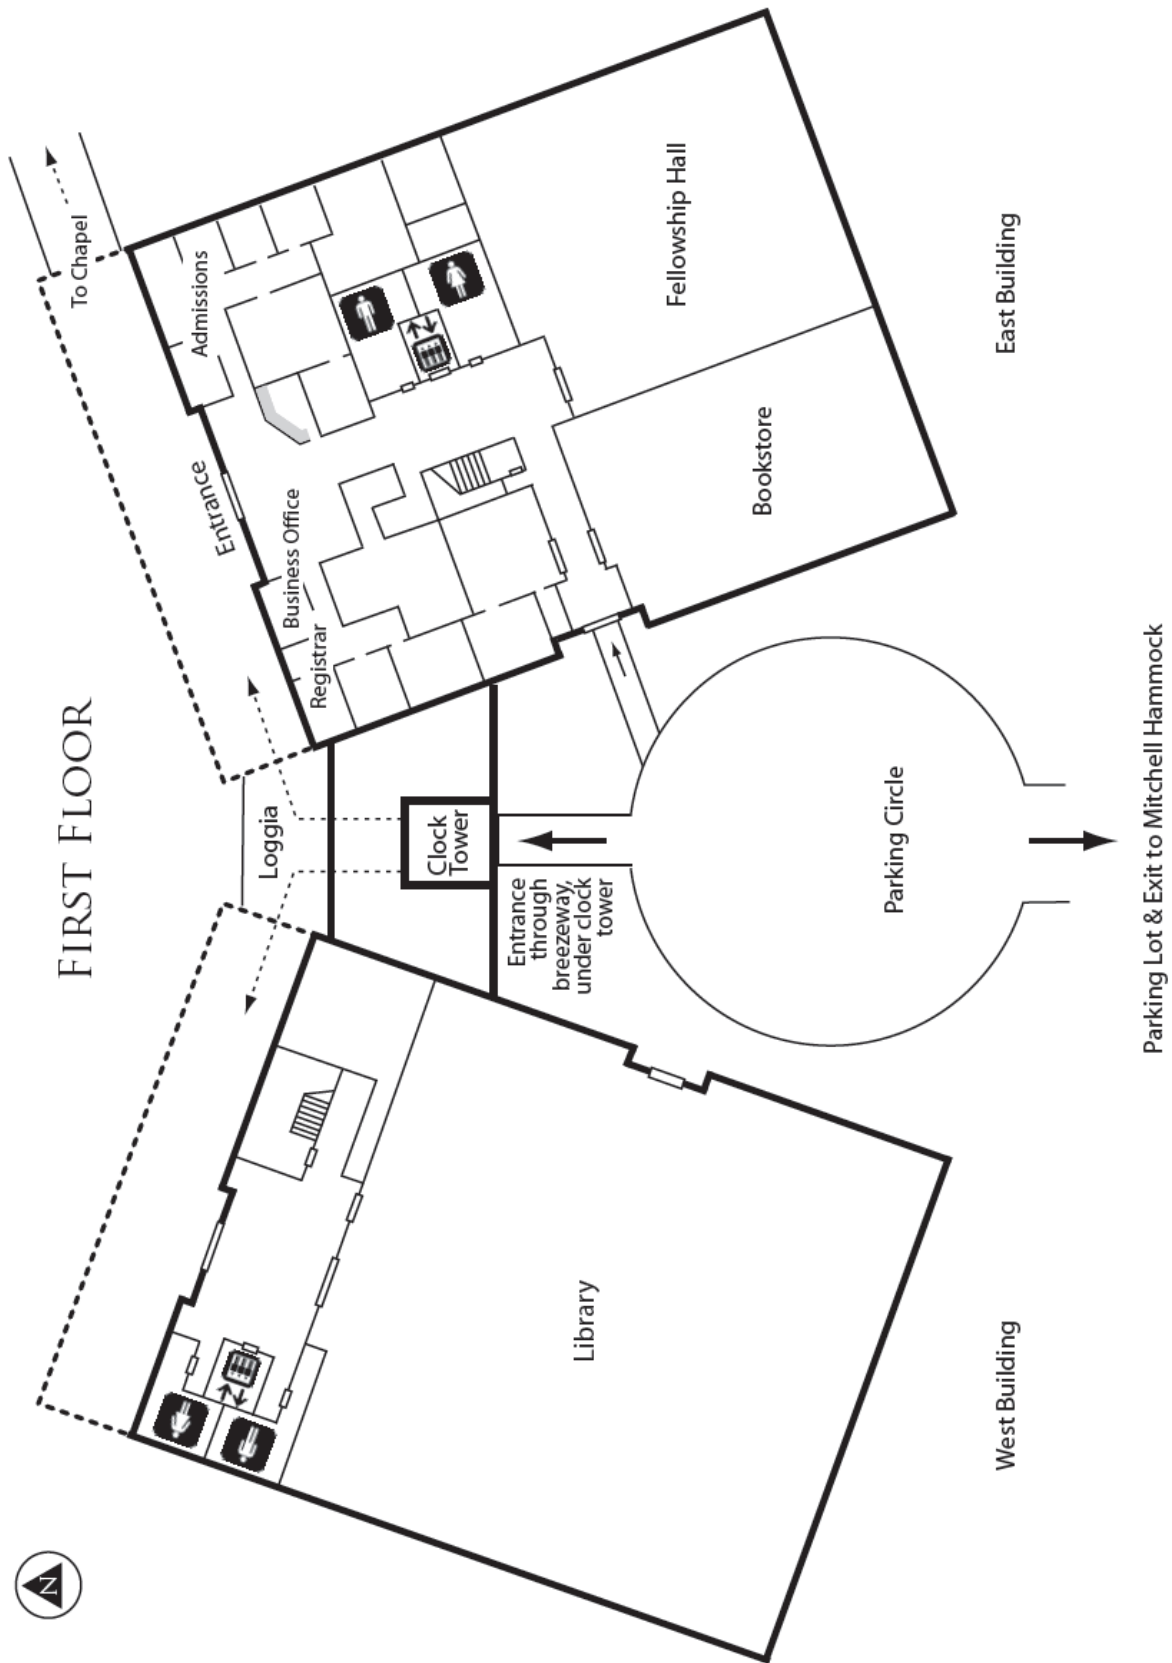 FIRST FLOOR
N
To Chapel
Admissions
Entrance
Business Office
Registrar
Loggia
Clock
Tower
Entrance
through
breezeway,
under clock
tower
Fellowship Hall
Bookstore
Library
Parking Circle
West Building
East Building
Parking Lot & Exit to Mitchell Hammock